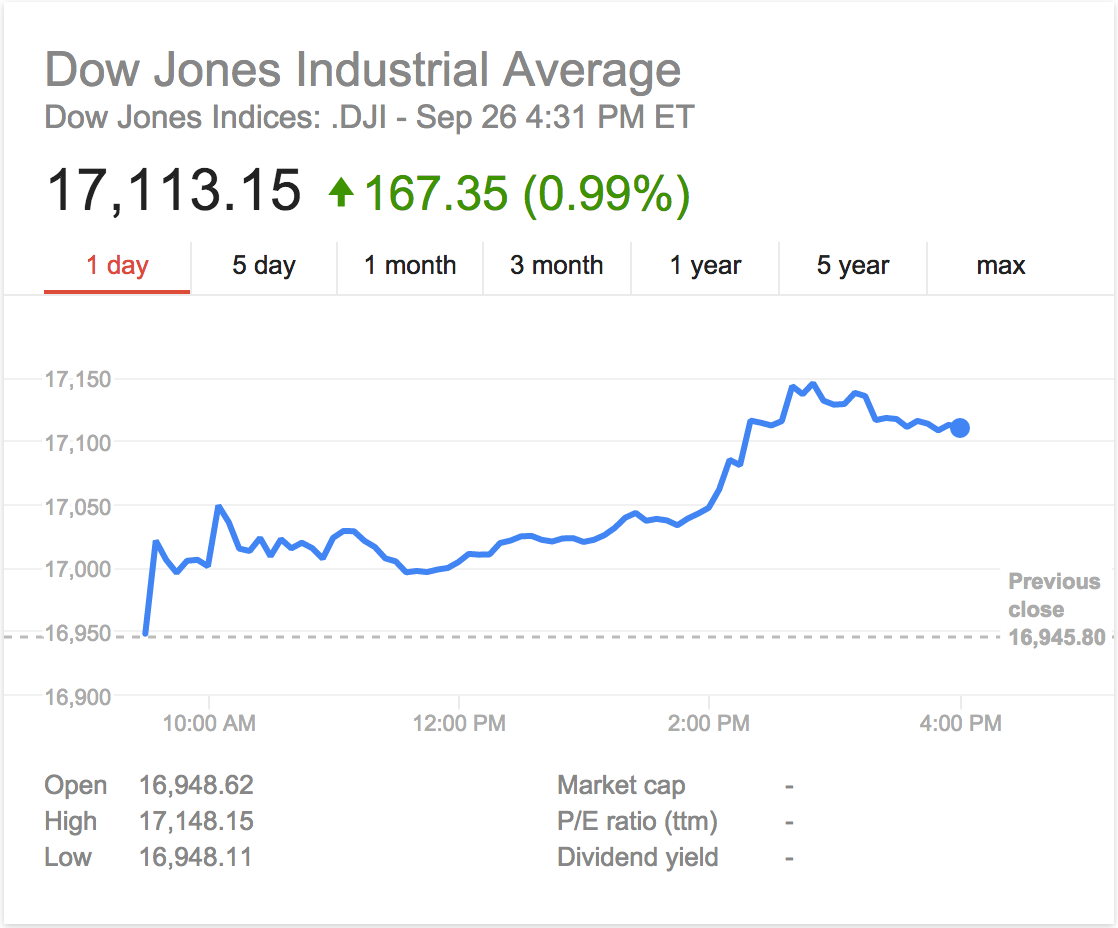 Dow Jones Industrial Average
Dow Jones Indices: .DJI - Sep 26 4:31 PM ET
17,113.15 167.35 (0.99%)
1 day 5 day 1 month 3 month 1 year 5 year max
17,150
17,100
17,050
17,000
Previous
close
16,950
16,945.80
16,900
10:00 AM 12:00 PM 2:00 PM 4:00 PM
Open 16,948.62 Market cap -
High 17,148.15 P/E ratio (ttm) -
Low 16,948.11 Dividend yield -